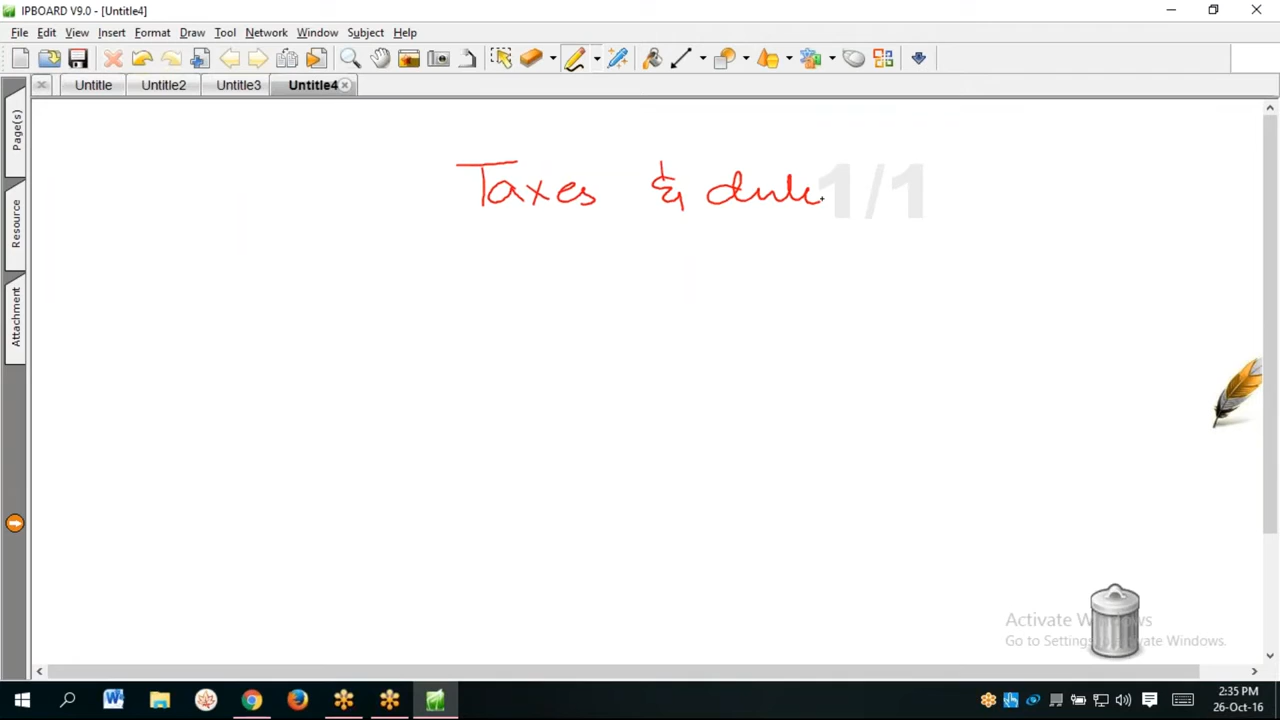 IPBOARD V9.0 - [Untitle4]
File Edit View Insert Format Draw Tool Network Window Subject Help
Untitle Untitle2 Untitle3 Untitle4
Page(s)
Resource
Attachment
Taxes & dute
1/1
Activate Windows
Go to Settings to activate Windows.
2:35 PM
26-Oct-16